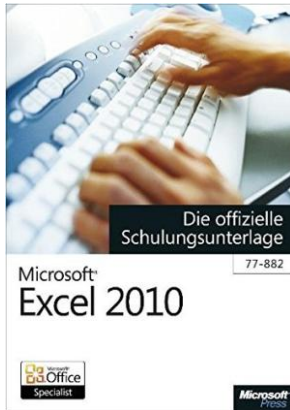 Die offizielle
Schulungsunterlage
77-882
Microsoft®
Excel 2010
Microsoft®
Office
Specialist
Microsoft
Press